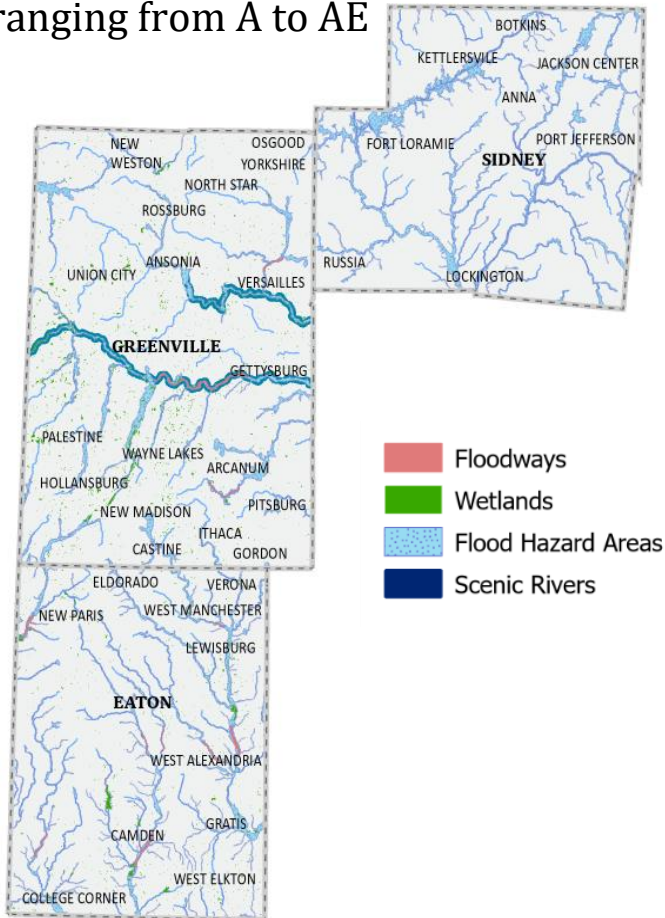 ranging from A to AE
BOTKINS
KETTLERSVILE
JACKSON CENTER
ANNA
FORT LORAMIE
PORT JEFFERSON
SIDNEY
RUSSIA
LOCKINGTON
NEW
WESTON
OSGOOD
YORKSHIRE
NORTH STAR
ROSSBURG
ANSONIA
UNION CITY
VERSAILLES
GREENVILLE
GETTYSBURG
PALESTINE
WAYNE LAKES
ARCANUM
HOLLANSBURG
PITSBURG
NEW MADISON
ITHACA
CASTINE
GORDON
ELDORADO
VERONA
NEW PARIS
WEST MANCHESTER
LEWISBURG
EATON
WEST ALEXANDRIA
GRATIS
CAMDEN
WEST ELKTON
COLLEGE CORNER
Floodways
Wetlands
Flood Hazard Areas
Scenic Rivers